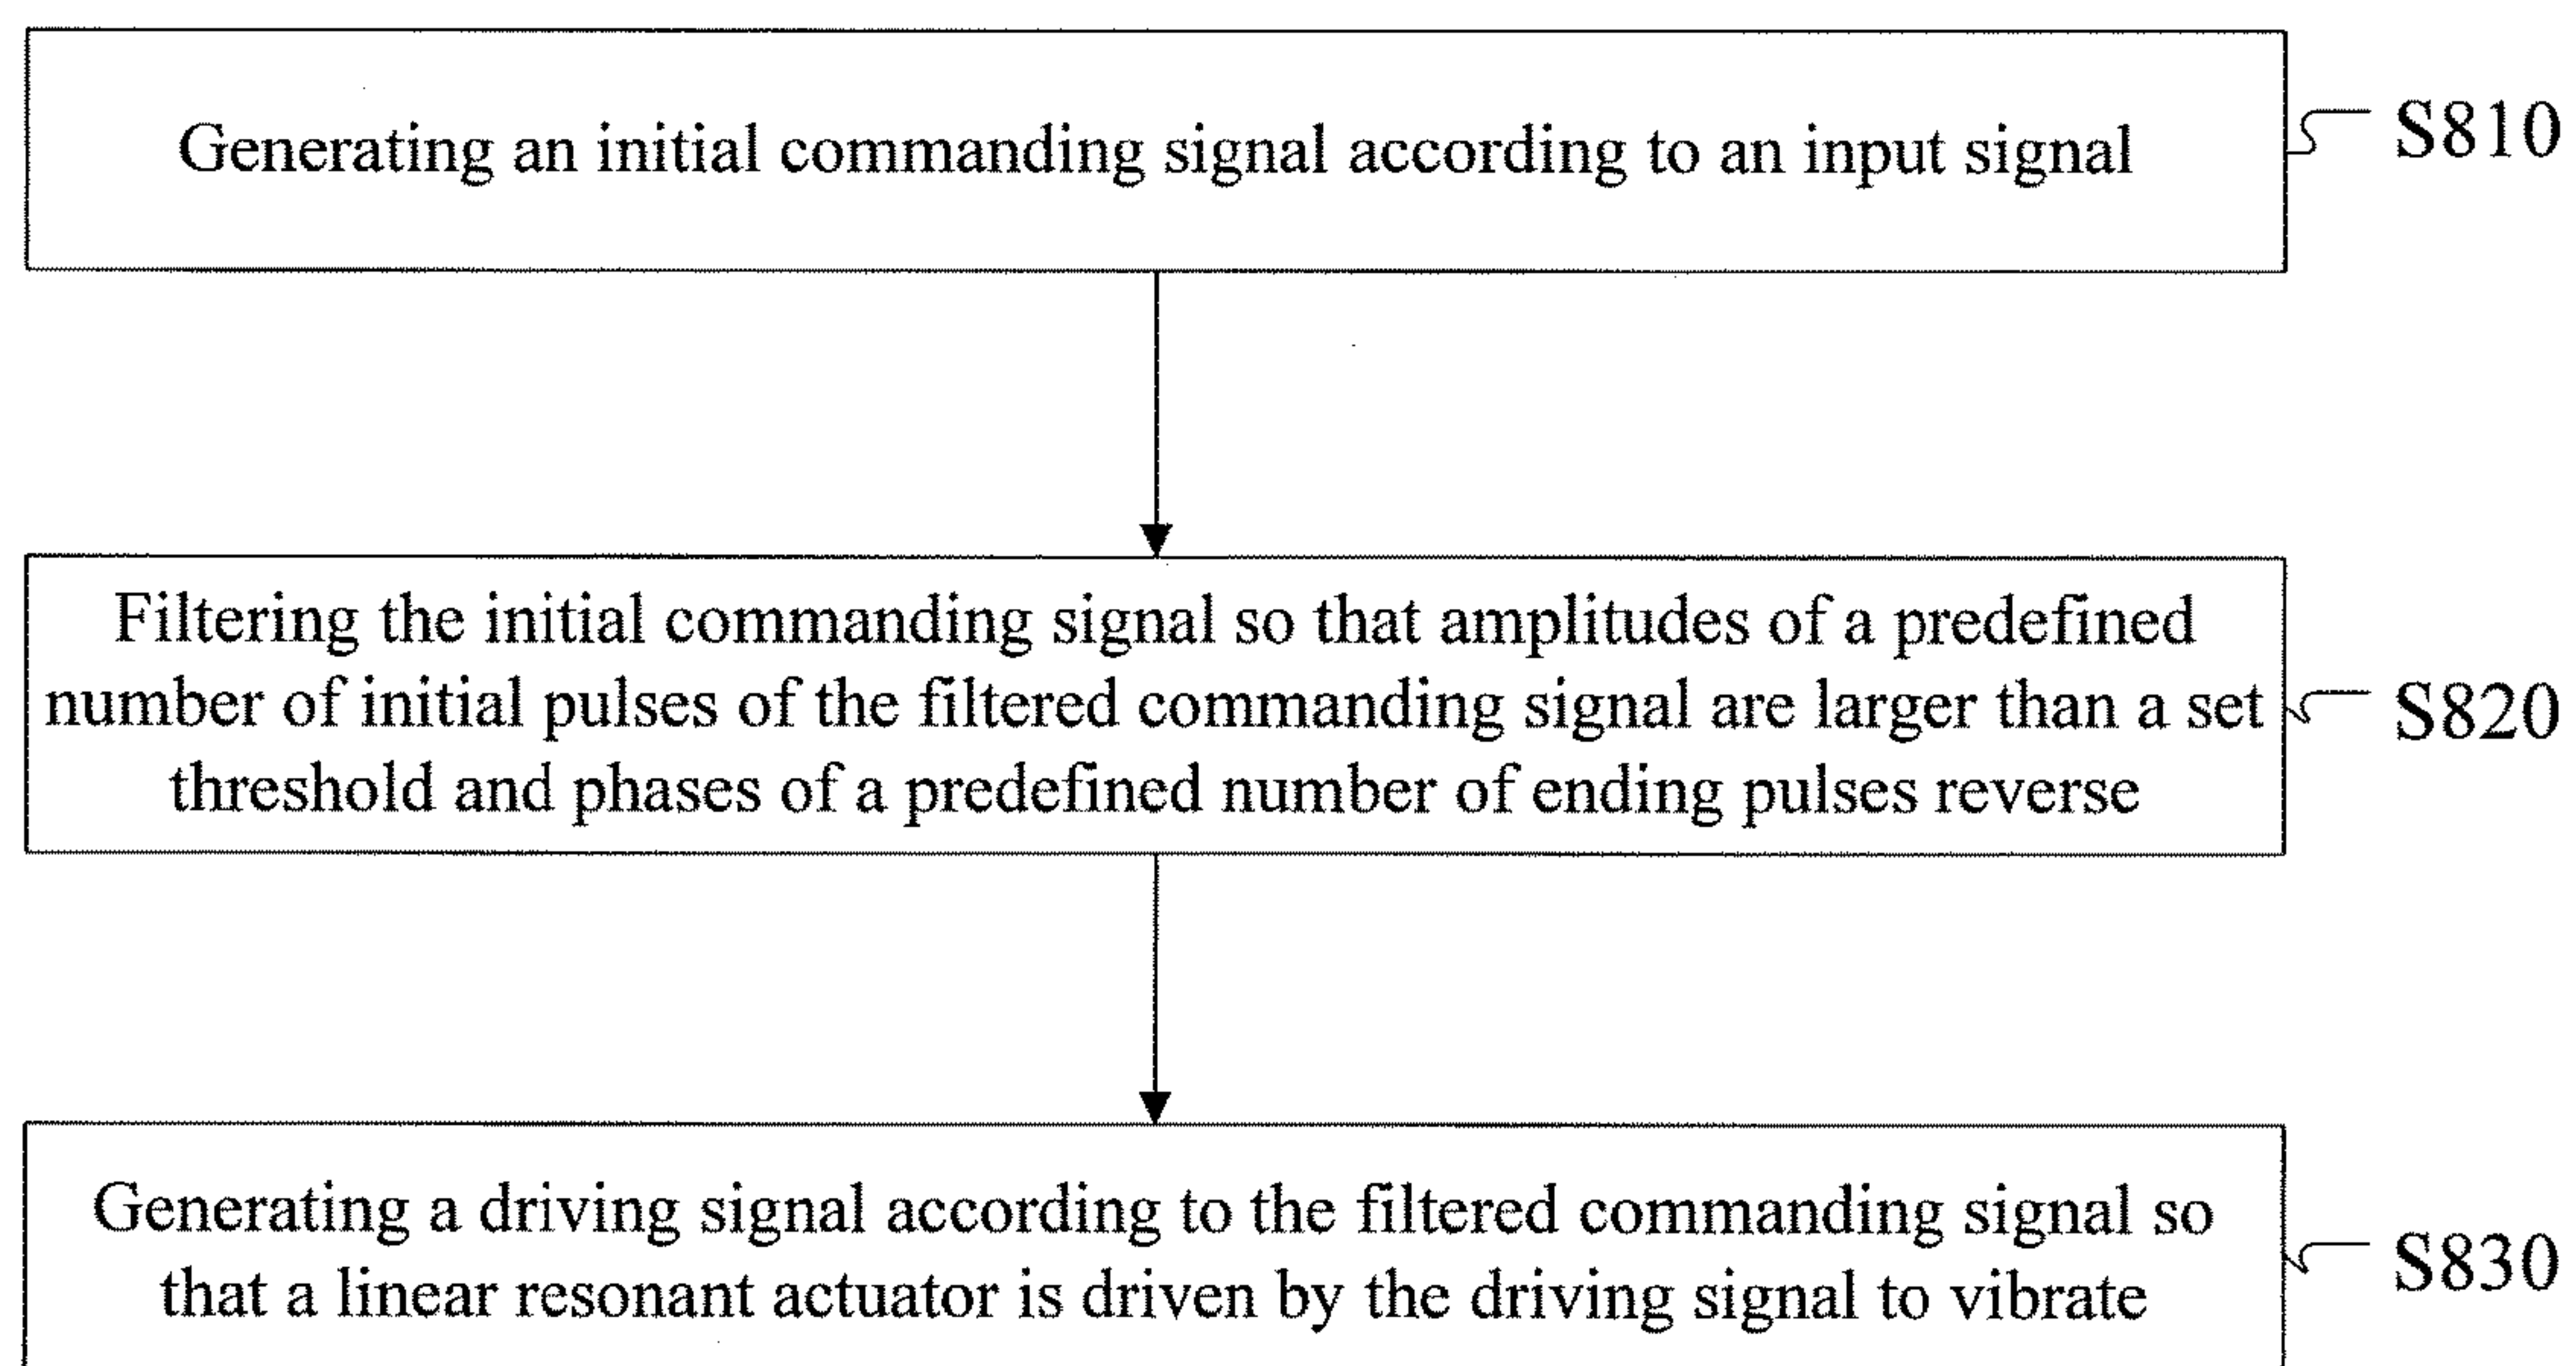 Generating an initial commanding signal according to an input signal
S810
Filtering the initial commanding signal so that amplitudes of a predefined
number of initial pulses of the filtered commanding signal are larger than a set
threshold and phases of a predefined number of ending pulses reverse
S820
Generating a driving signal according to the filtered commanding signal so
that a linear resonant actuator is driven by the driving signal to vibrate
S830